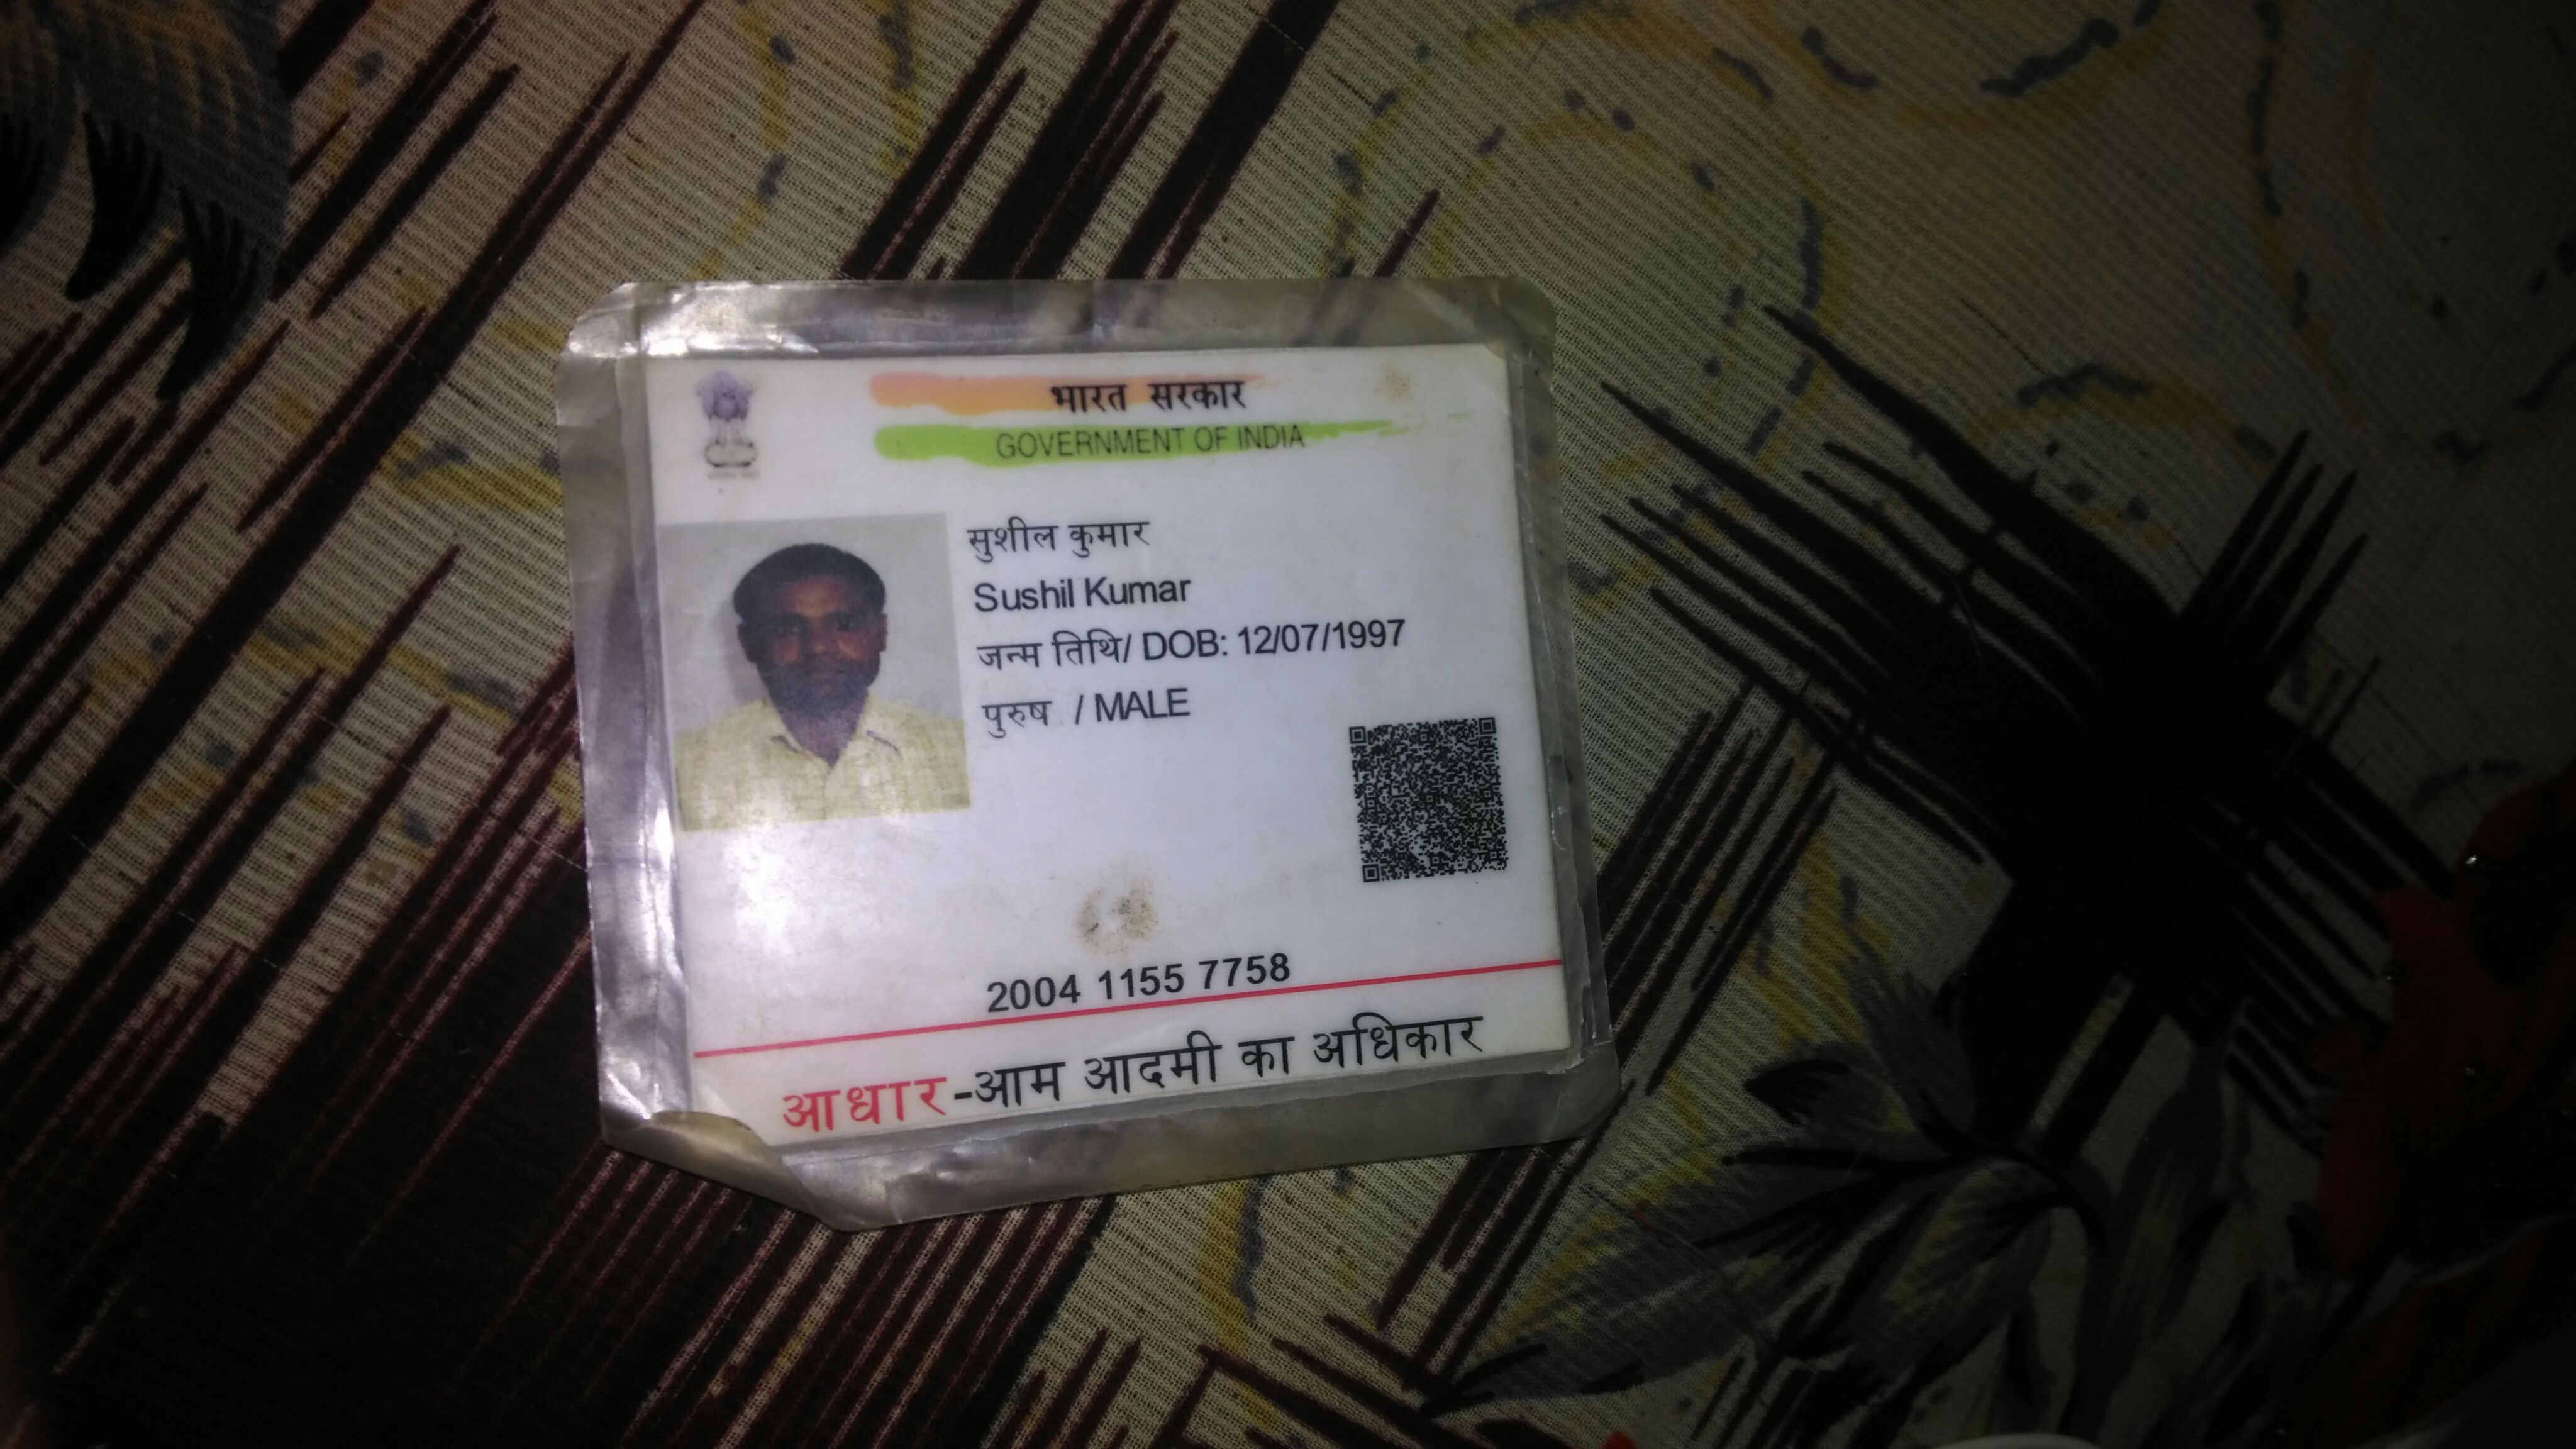 भारत सरकार
GOVERNMENT OF INDIA
सुशील कुमार
Sushil Kumar
जन्म तिथि/ DOB: 12/07/1997
पुरुष / MALE
2004 1155 7758
आधार-आम आदमी का अधिकार